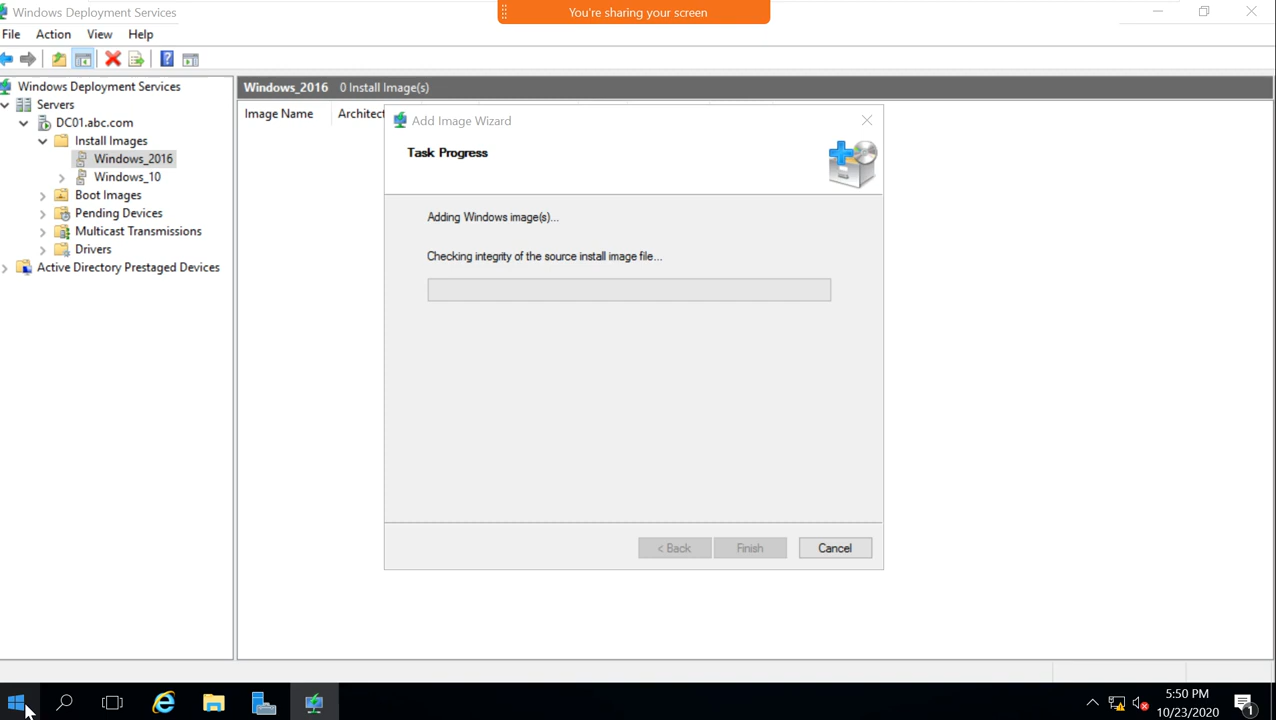 Windows Deployment Services
You're sharing your screen
File Action View Help
Windows Deployment Services
Servers
DC01.abc.com
Install Images
Windows_2016
Windows_10
Boot Images
Pending Devices
Multicast Transmissions
Drivers
Active Directory Prestaged Devices
Windows_2016 0 Install Image(s)
Image Name Architect
Add Image Wizard
Task Progress
Adding Windows image(s)...
Checking integrity of the source install image file...
< Back Finish Cancel
5:50 PM
10/23/2020
1